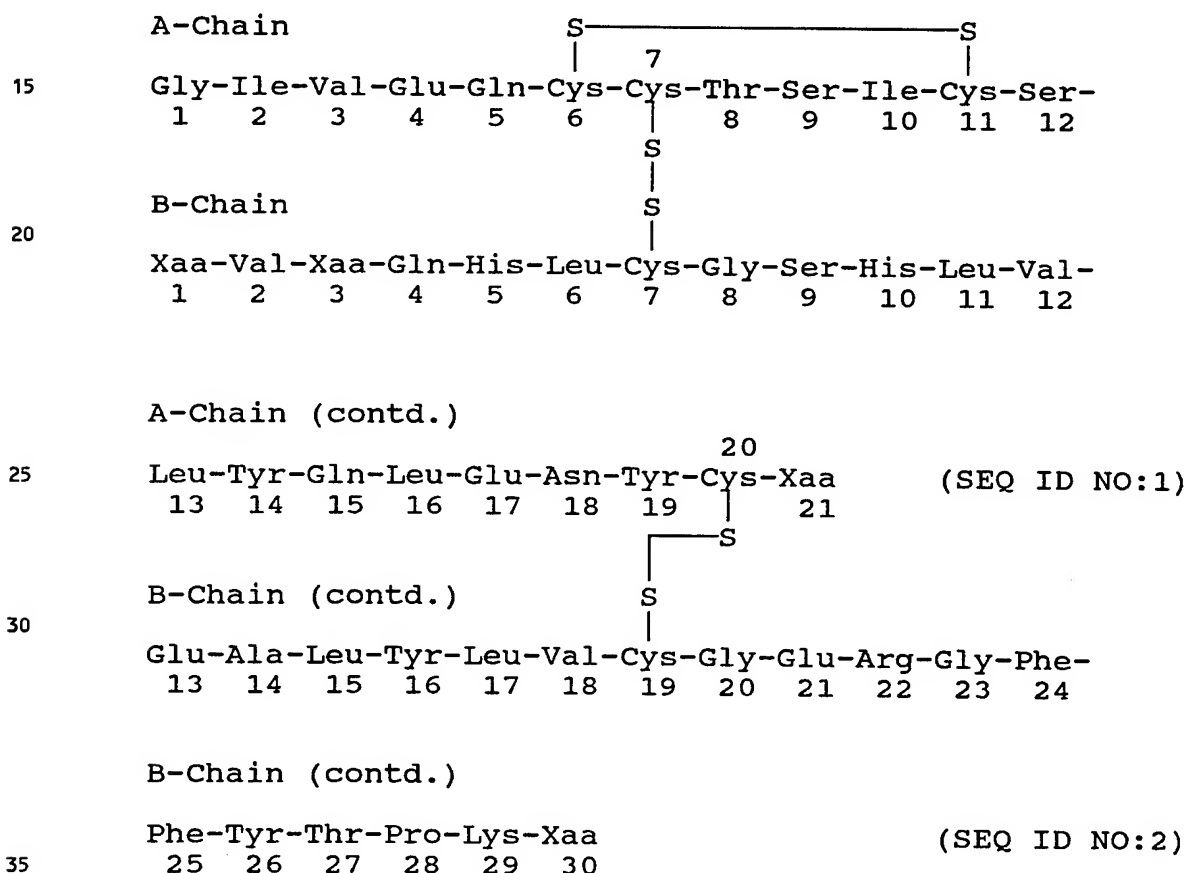 A-Chain S S
7
15 Gly-Ile-Val-Glu-Gln-Cys-Cys-Thr-Ser-Ile-Cys-Ser-
1 2 3 4 5 6 8 9 10 11 12
S
B-Chain S
20
Xaa-Val-Xaa-Gln-His-Leu-Cys-Gly-Ser-His-Leu-Val-
1 2 3 4 5 6 7 8 9 10 11 12
A-Chain (contd.)
20
25 Leu-Tyr-Gln-Leu-Glu-Asn-Tyr-Cys-Xaa (SEQ ID NO:1)
13 14 15 16 17 18 19 21
S
B-Chain (contd.) S
30
Glu-Ala-Leu-Tyr-Leu-Val-Cys-Gly-Glu-Arg-Gly-Phe-
13 14 15 16 17 18 19 20 21 22 23 24
B-Chain (contd.)
Phe-Tyr-Thr-Pro-Lys-Xaa (SEQ ID NO:2)
35 25 26 27 28 29 30